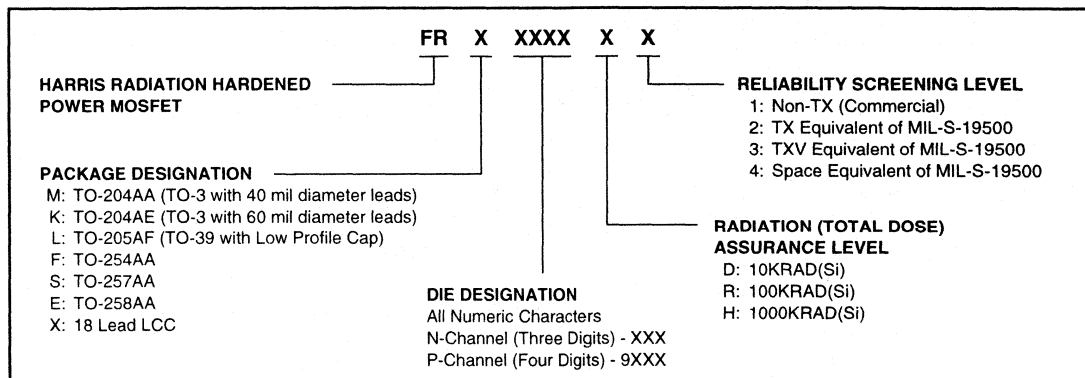 FR X XXXX X X
HARRIS RADIATION HARDENED
POWER MOSFET
PACKAGE DESIGNATION
M: TO-204AA (TO-3 with 40 mil diameter leads)
K: TO-204AE (TO-3 with 60 mil diameter leads)
L: TO-205AF (TO-39 with Low Profile Cap)
F: TO-254AA
S: TO-257AA
E: TO-258AA
X: 18 Lead LCC
DIE DESIGNATION
All Numeric Characters
N-Channel (Three Digits) - XXX
P-Channel (Four Digits) - 9XXX
RELIABILITY SCREENING LEVEL
1: Non-TX (Commercial)
2: TX Equivalent of MIL-S-19500
3: TXV Equivalent of MIL-S-19500
4: Space Equivalent of MIL-S-19500
RADIATION (TOTAL DOSE)
ASSURANCE LEVEL
D: 10KRAD(Si)
R: 100KRAD(Si)
H: 1000KRAD(Si)